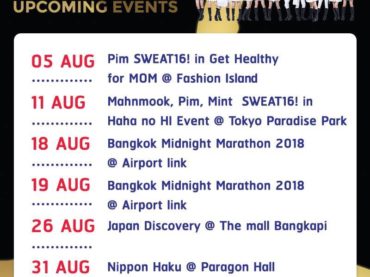 UPCOMING EVENTS
05 AUG Pim SWEAT16! in Get Healthy
for MOM @ Fashion Island
11 AUG Mahnmook, Pim, Mint SWEAT16! in
Haha no HI Event @ Tokyo Paradise Park
18 AUG Bangkok Midnight Marathon 2018
@ Airport link
19 AUG Bangkok Midnight Marathon 2018
@ Airport link
26 AUG Japan Discovery @ The mall Bangkapi
31 AUG Nippon Haku @ Paragon Hall